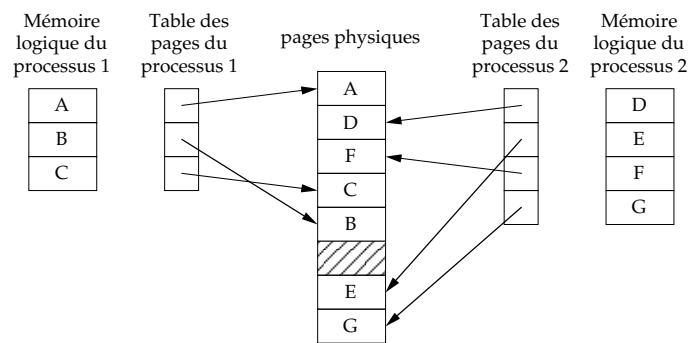 Mémoire
logique du
processus 1
Table des
pages du
processus 1
pages physiques
Table des
pages du
processus 2
Mémoire
logique du
processus 2
A
B
C
A
D
F
C
B
E
G
D
E
F
G